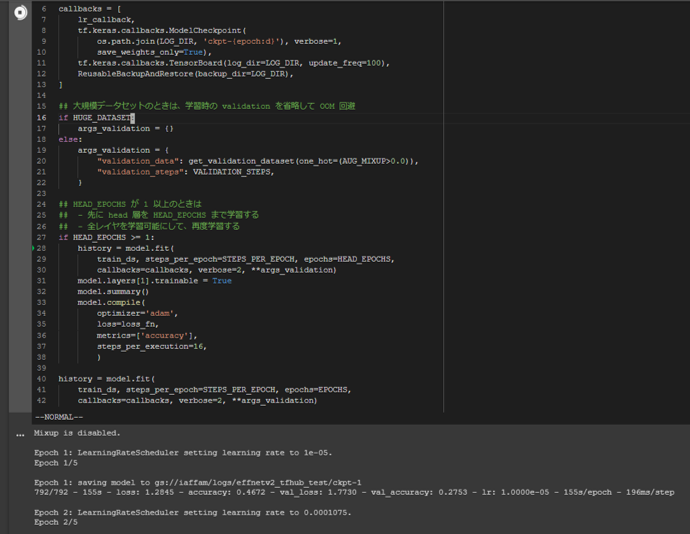 6 callbacks = [
7 lr_callback,
8 tf.keras.callbacks.ModelCheckpoint(
9 os.path.join(LOG_DIR, 'ckpt-{epoch:d}'), verbose=1,
10 save_weights_only=True),
11 tf.keras.callbacks.TensorBoard(log_dir=LOG_DIR, update_freq=100),
12 ReusableBackupAndRestore(backup_dir=LOG_DIR),
13 ]
14
15 ## 大規模データセットのときは、学習時の validation を省略して OOM 回避
16 if HUGE_DATASET:
17 args_validation = {}
18 else:
19 args_validation = {
20 "validation_data": get_validation_dataset(one_hot=(AUG_MIXUP>0.0)),
21 "validation_steps": VALIDATION_STEPS,
22 }
23
24 ## HEAD_EPOCHS が 1 以上のときは
25 ## - 先に head 層を HEAD_EPOCHS まで学習する
26 ## - 全レイヤを学習可能にして、再度学習する
27 if HEAD_EPOCHS >= 1:
28 history = model.fit(
29 train_ds, steps_per_epoch=STEPS_PER_EPOCH, epochs=HEAD_EPOCHS,
30 callbacks=callbacks, verbose=2, **args_validation)
31 model.layers[1].trainable = True
32 model.summary()
33 model.compile(
34 optimizer='adam',
35 loss=loss_fn,
36 metrics=['accuracy'],
37 steps_per_execution=16,
38 )
39
40 history = model.fit(
41 train_ds, steps_per_epoch=STEPS_PER_EPOCH, epochs=EPOCHS,
42 callbacks=callbacks, verbose=2, **args_validation)
--NORMAL--
Mixup is disabled.
Epoch 1: LearningRateScheduler setting learning rate to 1e-05.
Epoch 1/5
Epoch 1: saving model to gs://iaffam/logs/effnetv2_tfhub_test/ckpt-1
792/792 - 155s - loss: 1.2845 - accuracy: 0.4672 - val_loss: 1.7730 - val_accuracy: 0.2753 - lr: 1.0000e-05 - 155s/epoch - 196ms/step
Epoch 2: LearningRateScheduler setting learning rate to 0.0001075.
Epoch 2/5